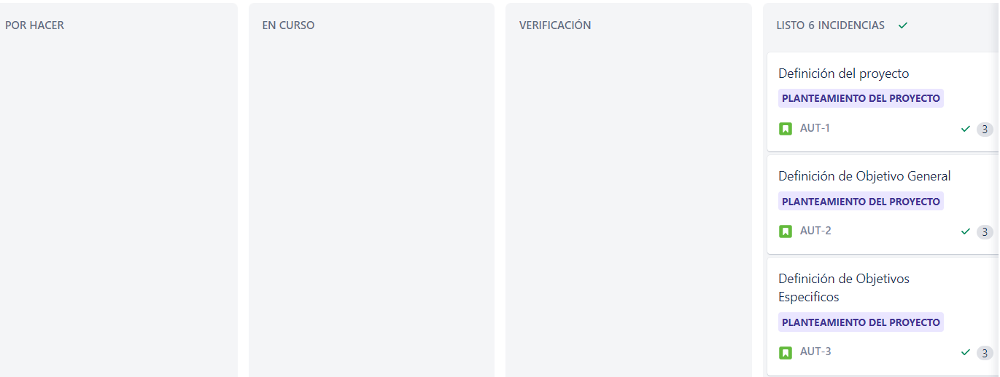 POR HACER
EN CURSO
VERIFICACIÓN
LISTO 6 INCIDENCIAS
Definición del proyecto
PLANTEAMIENTO DEL PROYECTO
AUT-1
3
Definición de Objetivo General
PLANTEAMIENTO DEL PROYECTO
AUT-2
3
Definición de Objetivos
Especificos
PLANTEAMIENTO DEL PROYECTO
AUT-3
3